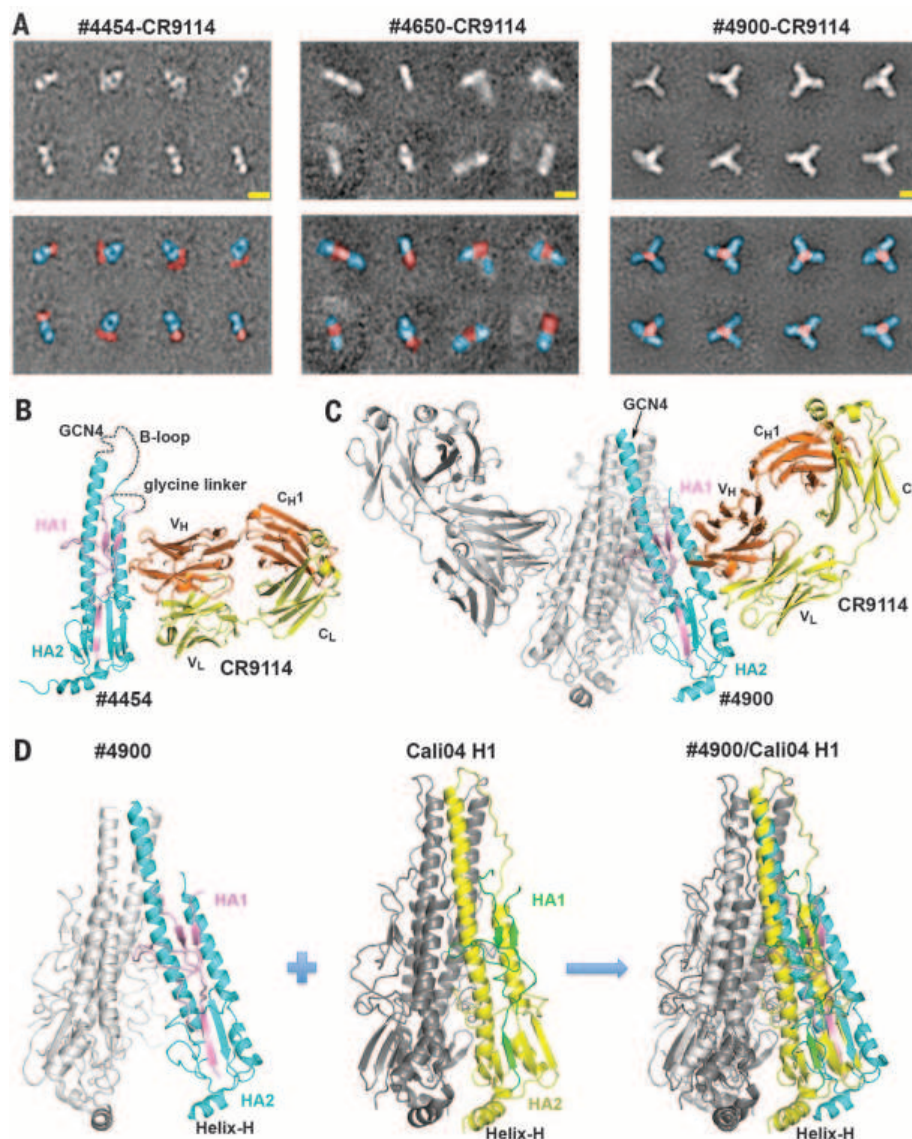 A
#4454-CR9114 #4650-CR9114 #4900-CR9114
B C
GCN4 B-loop GCN4
glycine linker
HA1 VH CH1 HA1 VH CH1 C
VL CL VL CR9114
HA2 CR9114 HA2
#4454 #4900
D #4900 Cali04 H1 #4900/Cali04 H1
HA1 HA1
HA2 HA2
Helix-H Helix-H Helix-H